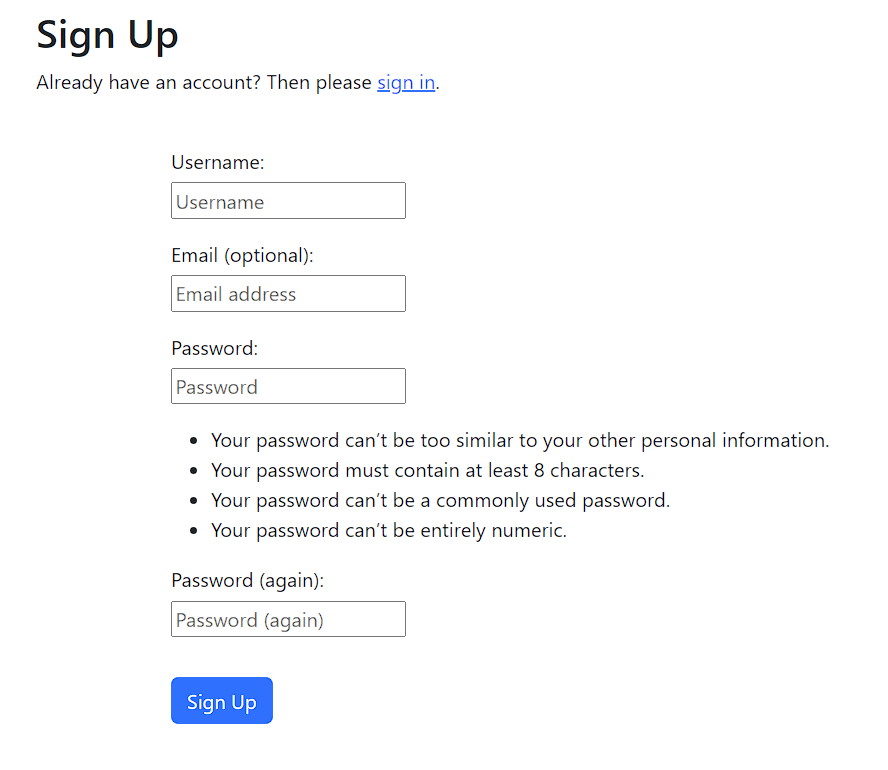 Sign Up
Already have an account? Then please sign in.
Username:
Username
Email (optional):
Email address
Password:
Password
Your password can’t be too similar to your other personal information.
Your password must contain at least 8 characters.
Your password can’t be a commonly used password.
Your password can’t be entirely numeric.
Password (again):
Password (again)
Sign Up